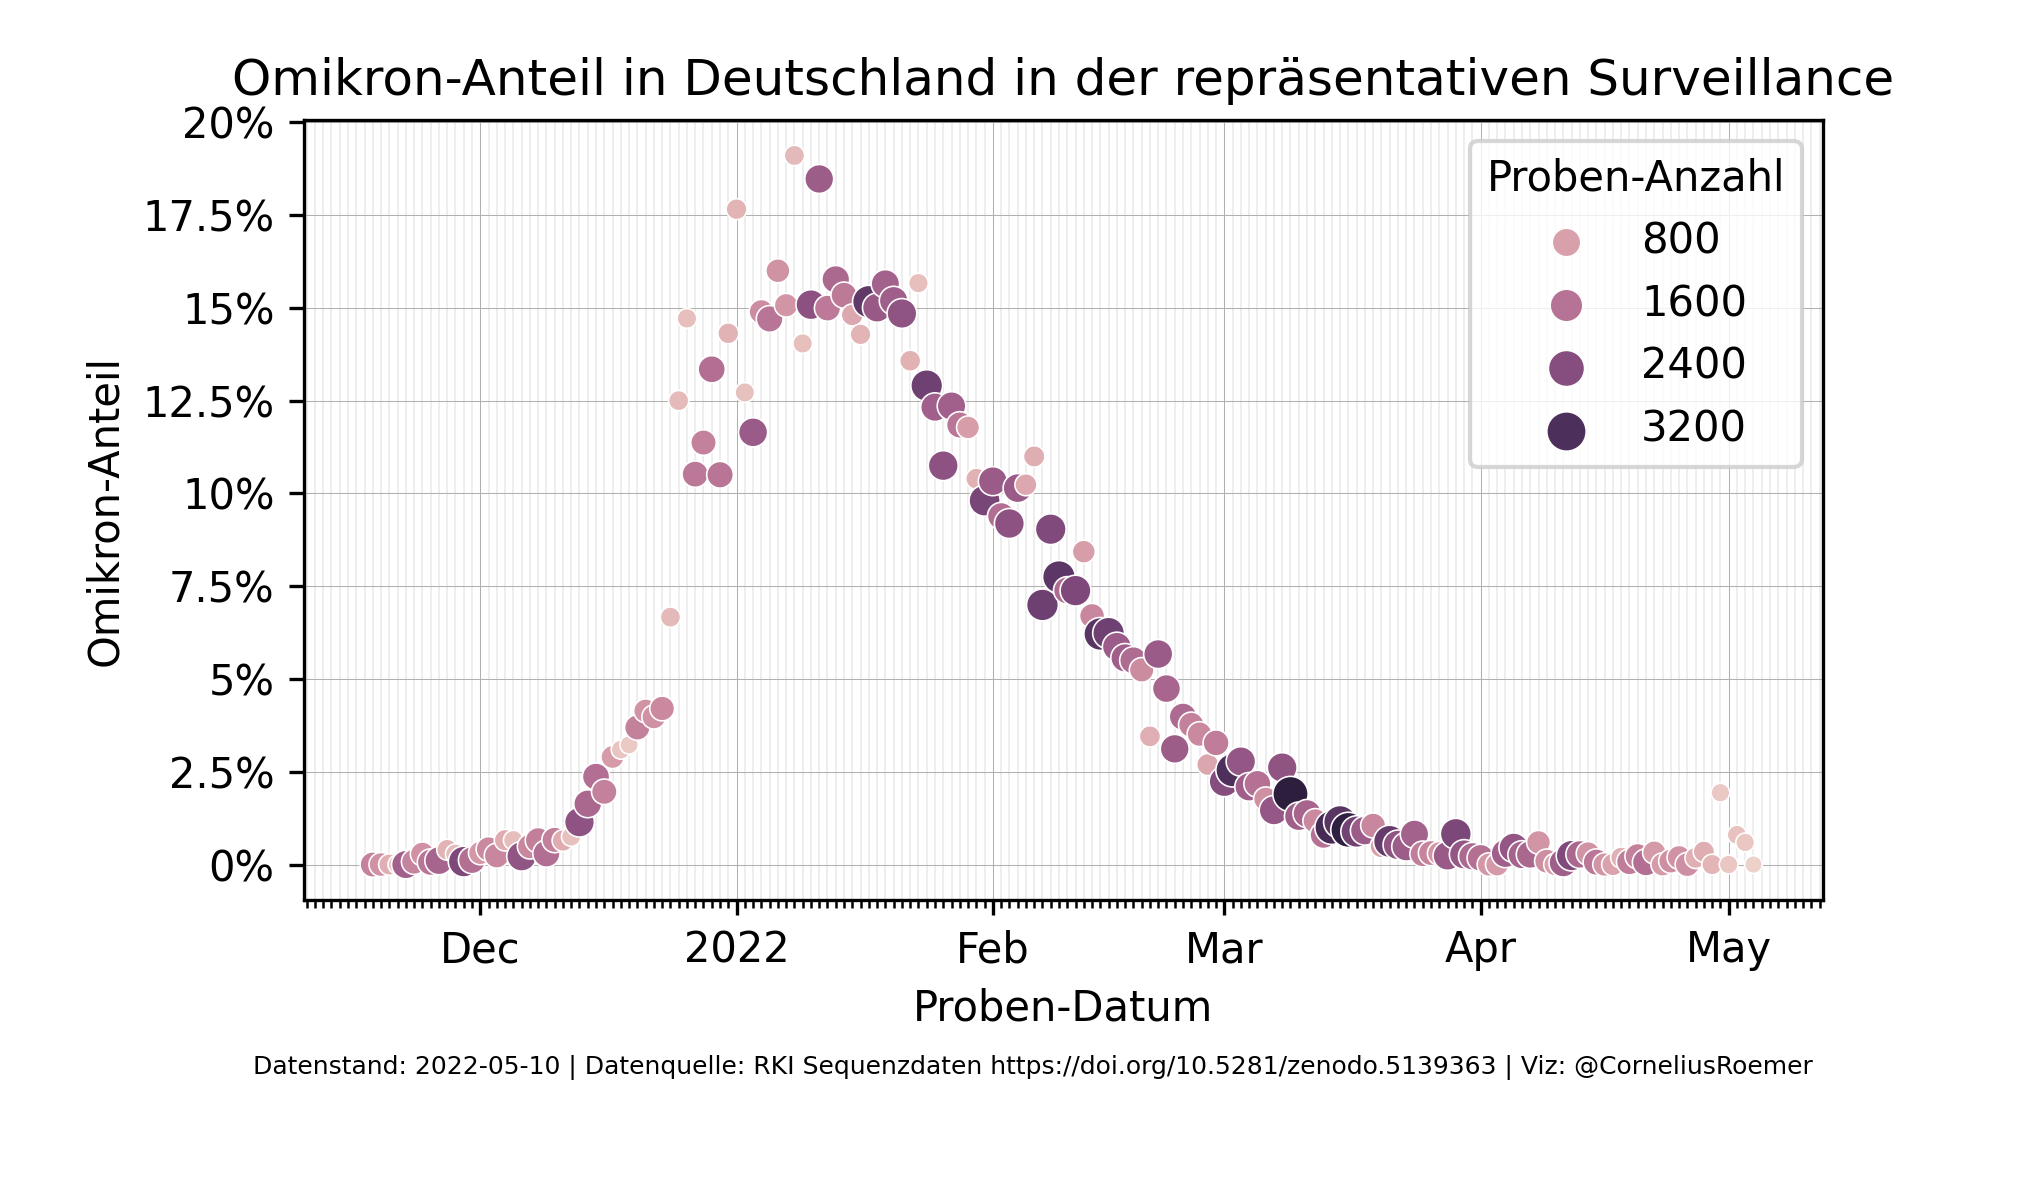 Omikron-Anteil in Deutschland in der repräsentativen Surveillance
20%
17.5%
15%
12.5%
10%
7.5%
5%
2.5%
0%
Omikron-Anteil
Proben-Anzahl
800
1600
2400
3200
Dec
2022
Feb
Mar
Apr
May
Proben-Datum
Datenstand: 2022-05-10 | Datenquelle: RKI Sequenzdaten https://doi.org/10.5281/zenodo.5139363 | Viz: @CorneliusRoemer